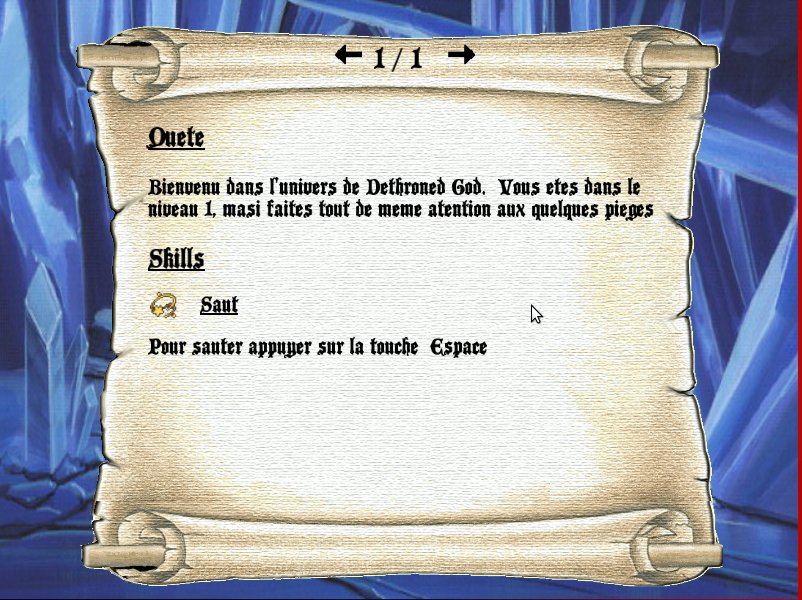 1 / 1
Quete
Bienvenu dans l'univers de Dethroned God. Vous etes dans le
niveau 1, masi faites tout de meme atention aux quelques pieges
Skills
Saut
Pour sauter appuyer sur la touche Espace